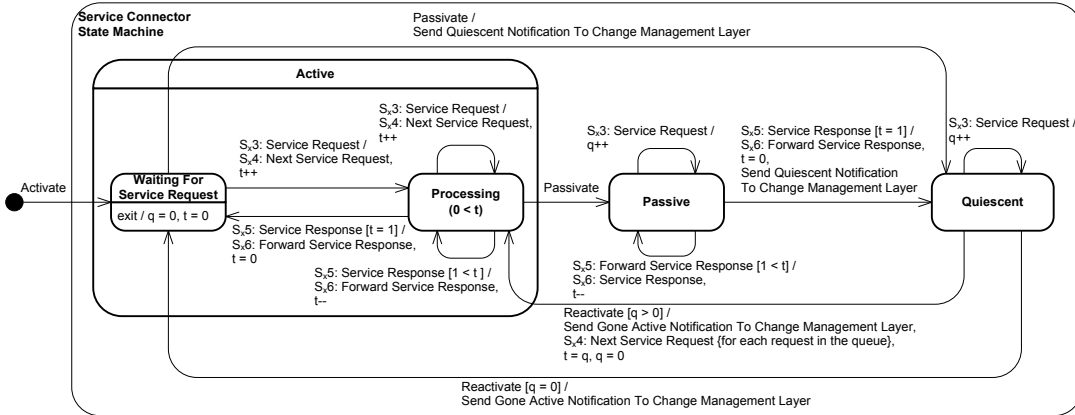 Service Connector
State Machine
Passivate /
Send Quiescent Notification To Change Management Layer
Active
Sx3: Service Request /
Sx4: Next Service Request,
t++
Sx3: Service Request /
Sx4: Next Service Request,
t++
Sx3: Service Request /
q++
Sx5: Service Response [t = 1] /
Sx6: Forward Service Response,
t = 0,
Send Quiescent Notification
To Change Management Layer
Sx3: Service Request /
q++
Activate
Waiting For
Service Request
exit / q = 0, t = 0
Processing
(0 < t)
Passivate
Passive
Quiescent
Sx5: Service Response [t = 1] /
Sx6: Forward Service Response,
t = 0
Sx5: Service Response [1 < t ] /
Sx6: Forward Service Response,
t--
Sx5: Forward Service Response [1 < t] /
Sx6: Service Response,
t--
Reactivate [q > 0] /
Send Gone Active Notification To Change Management Layer,
Sx4: Next Service Request {for each request in the queue},
t = q, q = 0
Reactivate [q = 0] /
Send Gone Active Notification To Change Management Layer